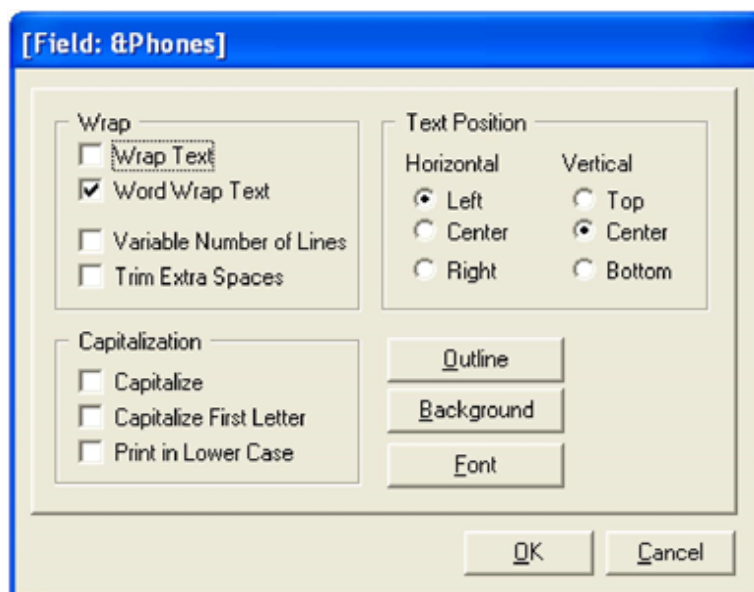 [Field: &Phones]
Wrap
Wrap Text
Word Wrap Text
Variable Number of Lines
Trim Extra Spaces
Text Position
Horizontal Vertical
Left Top
Center Center
Right Bottom
Capitalization
Capitalize
Capitalize First Letter
Print in Lower Case
Outline
Background
Font
OK Cancel